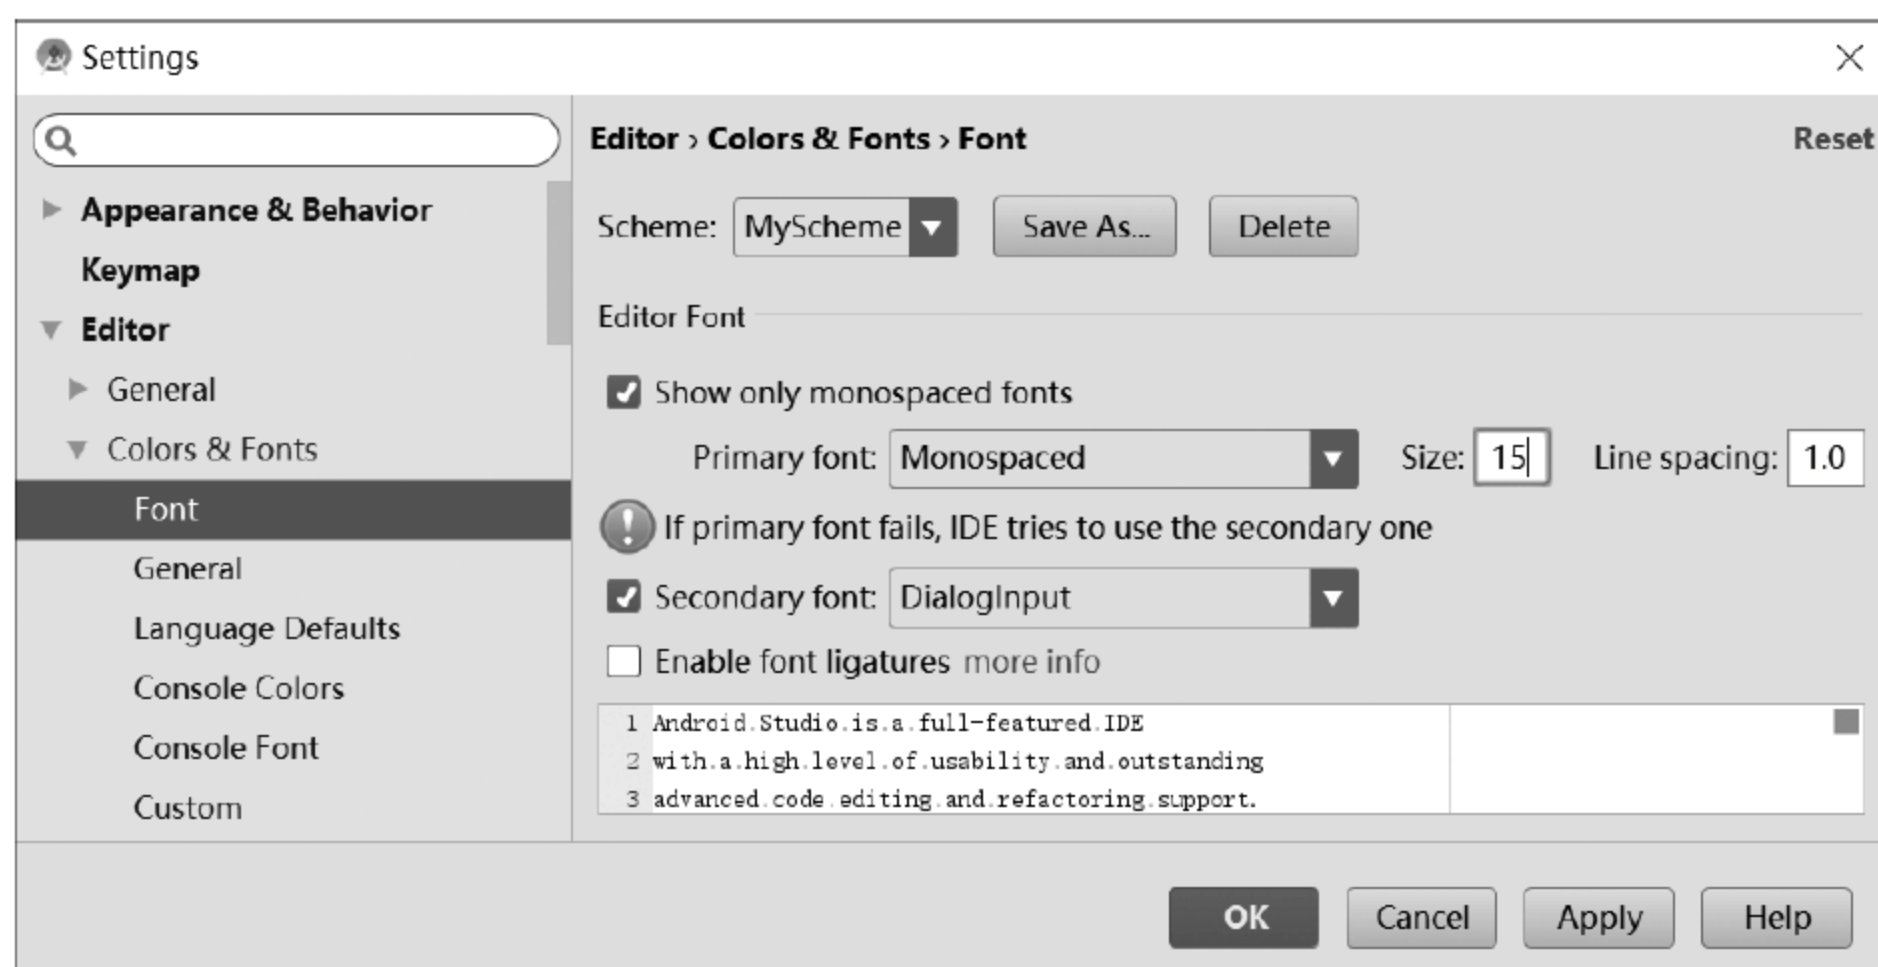 Settings
Editor › Colors & Fonts › Font
Reset
Appearance & Behavior
Keymap
Editor
General
Colors & Fonts
Font
General
Language Defaults
Console Colors
Console Font
Custom
Scheme: MyScheme Save As... Delete
Editor Font
Show only monospaced fonts
Primary font: Monospaced Size: 15 Line spacing: 1.0
If primary font fails, IDE tries to use the secondary one
Secondary font: DialogInput
Enable font ligatures more info
1 Android.Studio.is.a.full-featured.IDE
2 with.a.high.level.of.usability.and.outstanding
3 advanced.code.editing.and.refactoring.support.
OK Cancel Apply Help